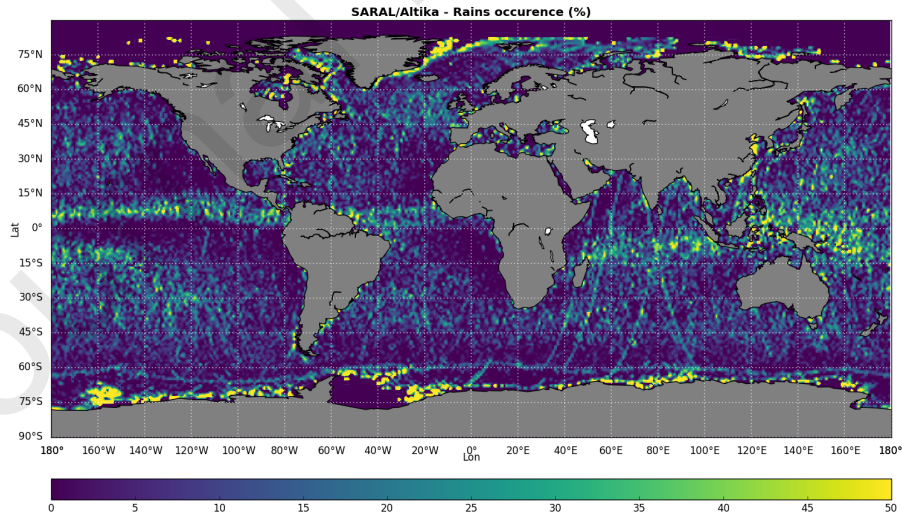 SARAL/Altika - Rains occurence (%)
75°N
60°N
45°N
30°N
15°N
0°
15°S
30°S
45°S
60°S
75°S
90°S
Lat
180° 160°W 140°W 120°W 100°W 80°W 60°W 40°W 20°W 0° 20°E 40°E 60°E 80°E 100°E 120°E 140°E 160°E 180°
Lon
0 5 10 15 20 25 30 35 40 45 50